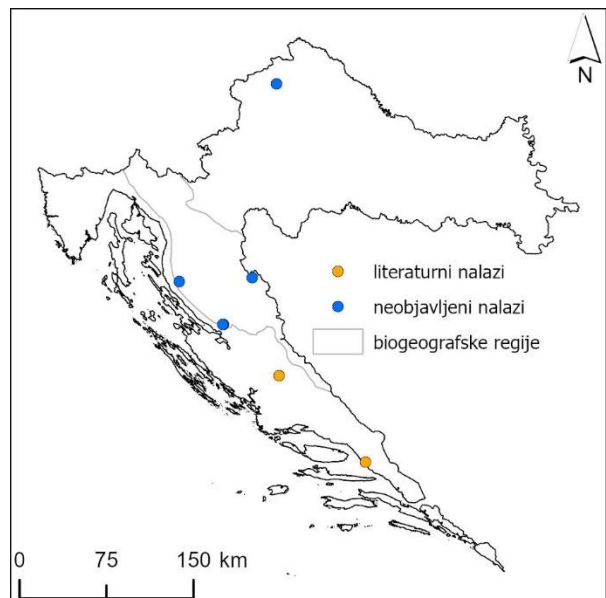 N
literaturni nalazi
neobjavljeni nalazi
biogeografske regije
0 75 150 km